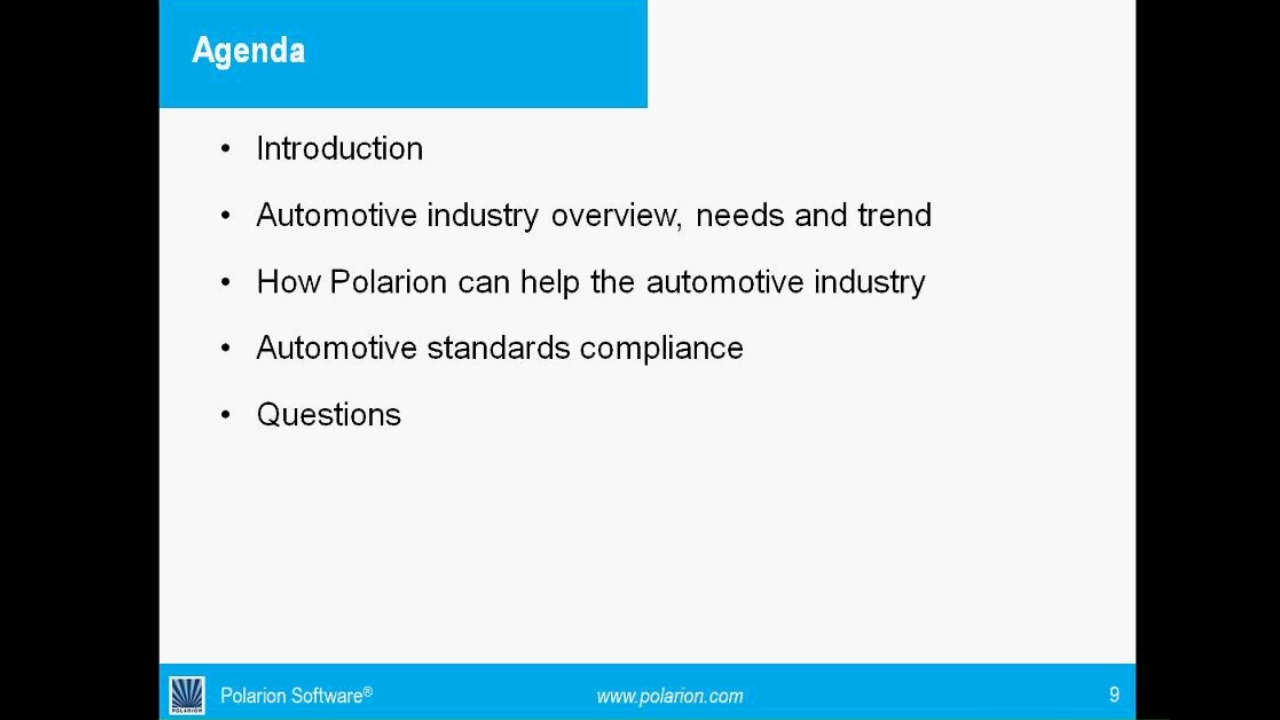 Agenda
• Introduction
• Automotive industry overview, needs and trend
• How Polarion can help the automotive industry
• Automotive standards compliance
• Questions
POLARION
Polarion Software®
www.polarion.com
9